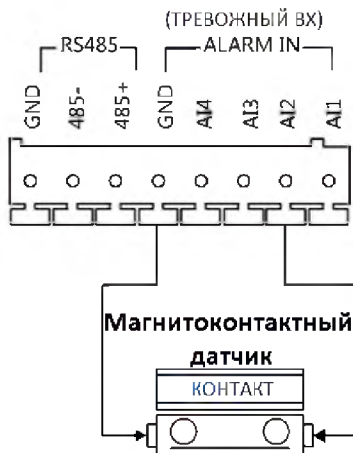 (ТРЕВОЖНЫЙ ВХ)
RS485 ALARM IN
GND 485- 485+ GND AI4 AI3 AI2 AI1
Магнитоконтактный
датчик
КОНТАКТ